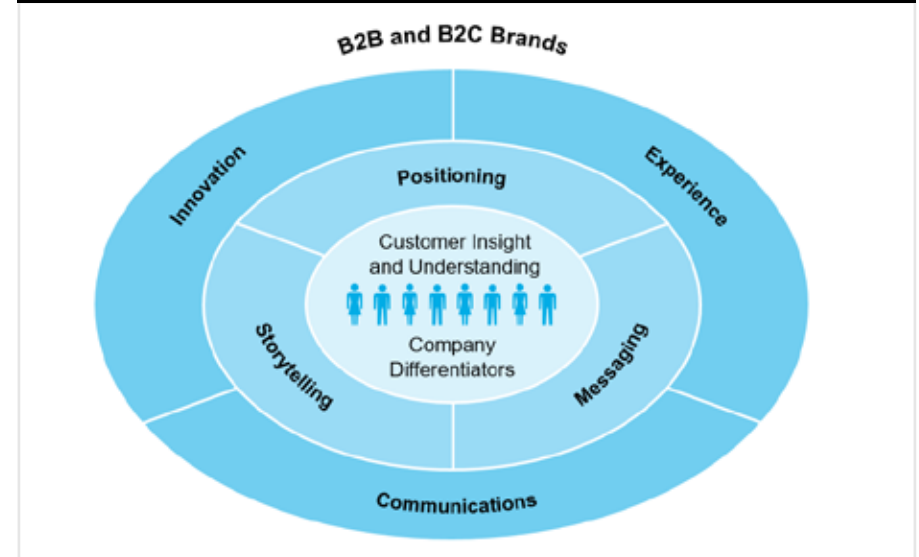 B2B and B2C Brands
Innovation
Experience
Positioning
Customer Insight
and Understanding
Company
Differentiators
Storytelling
Messaging
Communications